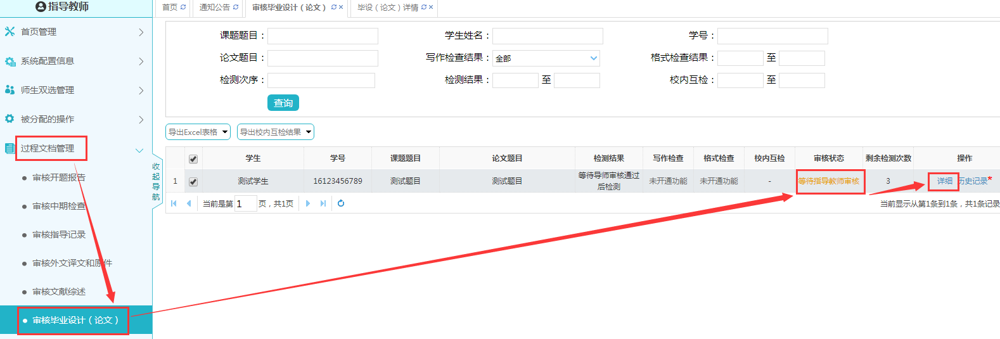 指导教师
首页 通知公告 审核毕业设计（论文） 毕设（论文）详情
首页管理
系统配置信息
师生双选管理
被分配的操作
过程文档管理
审核开题报告
审核中期检查
审核指导记录
审核外文译文和原件
审核文献综述
审核毕业设计（论文）
收起导航
课题题目： 学生姓名： 学号：
论文题目： 写作检查结果： 全部 格式检查结果： 至
检测次序： 检测结果： 至 校内互检： 至
查询
导出Excel表格 导出校内互检结果
学生 学号 课题题目 论文题目 检测结果 写作检查 格式检查 校内互检 审核状态 剩余检测次数 操作
1 测试学生 16123456789 测试题目 测试题目 等待导师审核通过后检测 未开通功能 未开通功能 - 等待指导教师审核 3 详细 历史记录*
当前是第 1 页，共1页 当前显示从第1条到1条，共1条记录